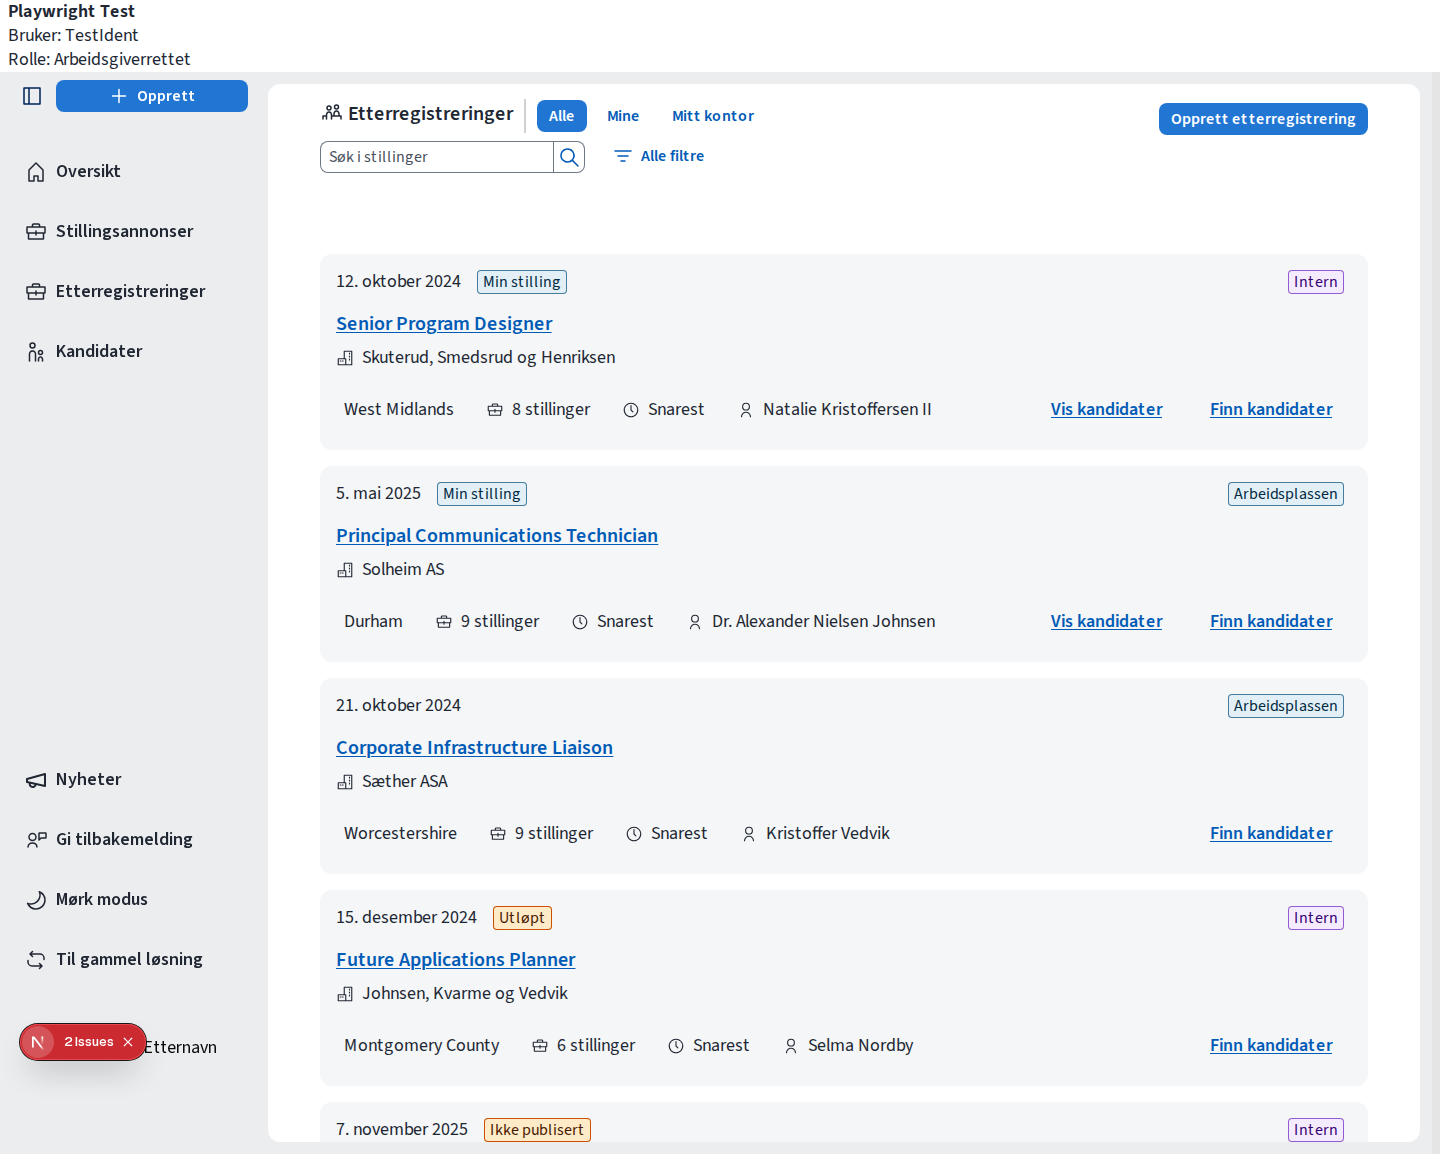 Playwright Test
Bruker: TestIdent
Rolle: Arbeidsgiverrettet
Opprett
Oversikt
Stillingsannonser
Etterregistreringer
Kandidater
Nyheter
Gi tilbakemelding
Mørk modus
Til gammel løsning
2 Issues
Etternavn
Etterregistreringer
Alle
Mine
Mitt kontor
Opprett etterregistrering
Søk i stillinger
Alle filtre
12. oktober 2024 Min stilling Intern
Senior Program Designer
Skuterud, Smedsrud og Henriksen
West Midlands 8 stillinger Snarest Natalie Kristoffersen II Vis kandidater Finn kandidater
5. mai 2025 Min stilling Arbeidsplassen
Principal Communications Technician
Solheim AS
Durham 9 stillinger Snarest Dr. Alexander Nielsen Johnsen Vis kandidater Finn kandidater
21. oktober 2024 Arbeidsplassen
Corporate Infrastructure Liaison
Sæther ASA
Worcestershire 9 stillinger Snarest Kristoffer Vedvik Finn kandidater
15. desember 2024 Utløpt Intern
Future Applications Planner
Johnsen, Kvarme og Vedvik
Montgomery County 6 stillinger Snarest Selma Nordby Finn kandidater
7. november 2025 Ikke publisert Intern